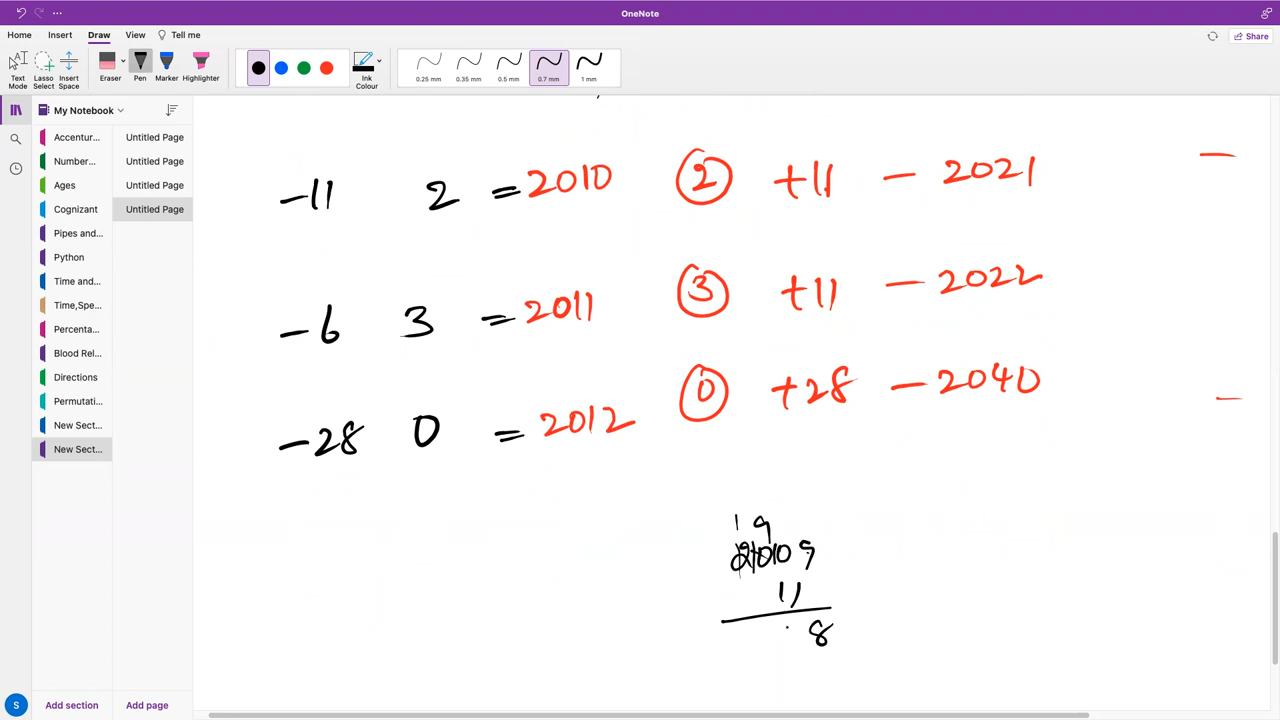 OneNote
Home Insert Draw View Tell me
Share
Text Mode
Lasso Select
Insert Space
Eraser
Pen
Marker
Highlighter
Ink Colour
0.25 mm
0.35 mm
0.5 mm
0.7 mm
1 mm
My Notebook
Accentur... Untitled Page
Number... Untitled Page
Ages Untitled Page
Cognizant Untitled Page
Pipes and...
Python
Time and...
Time,Spe...
Percenta...
Blood Rel...
Directions
Permutati...
New Sect...
New Sect...
S
Add section Add page
-11 2 = 2010 ② +11 - 2021
-6 3 = 2011 ③ +11 - 2022
-28 0 = 2012 ⓪ +28 - 2040
1 9
11
8